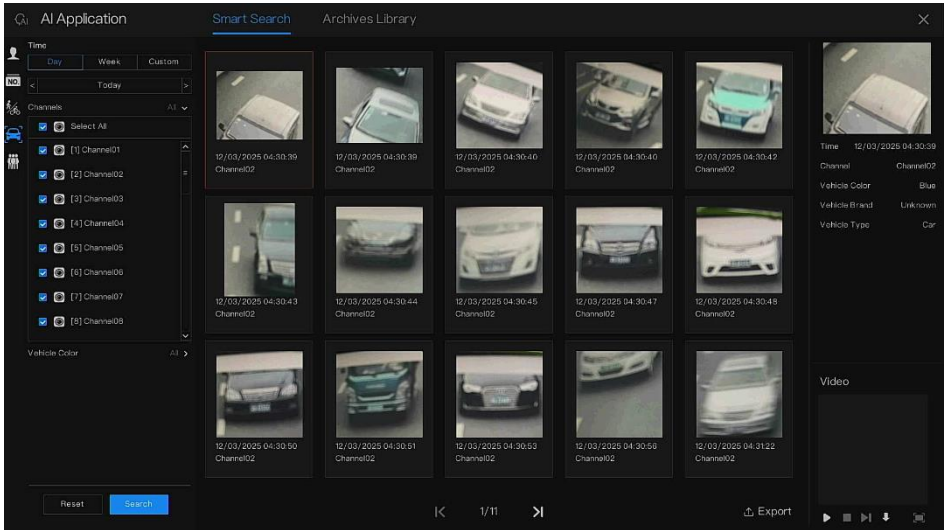 AI Application
Smart Search
Archives Library
Time
Day
Week
Custom
<
Today
>
Channels
All
Select All
[1] Channel01
[2] Channel02
[3] Channel03
[4] Channel04
[5] Channel05
[6] Channel06
[7] Channel07
[8] Channel08
Vehicle Color
All
Reset
Search
NO.
12/03/2025 04:30:39
Channel02
12/03/2025 04:30:39
Channel02
12/03/2025 04:30:40
Channel02
12/03/2025 04:30:40
Channel02
12/03/2025 04:30:42
Channel02
12/03/2025 04:30:43
Channel02
12/03/2025 04:30:44
Channel02
12/03/2025 04:30:45
Channel02
12/03/2025 04:30:47
Channel02
12/03/2025 04:30:48
Channel02
12/03/2025 04:30:50
Channel02
12/03/2025 04:30:51
Channel02
12/03/2025 04:30:53
Channel02
12/03/2025 04:30:56
Channel02
12/03/2025 04:31:22
Channel02
1/11
Export
Time 12/03/2025 04:30:39
Channel Channel02
Vehicle Color Blue
Vehicle Brand Unknown
Vehicle Type Car
Video